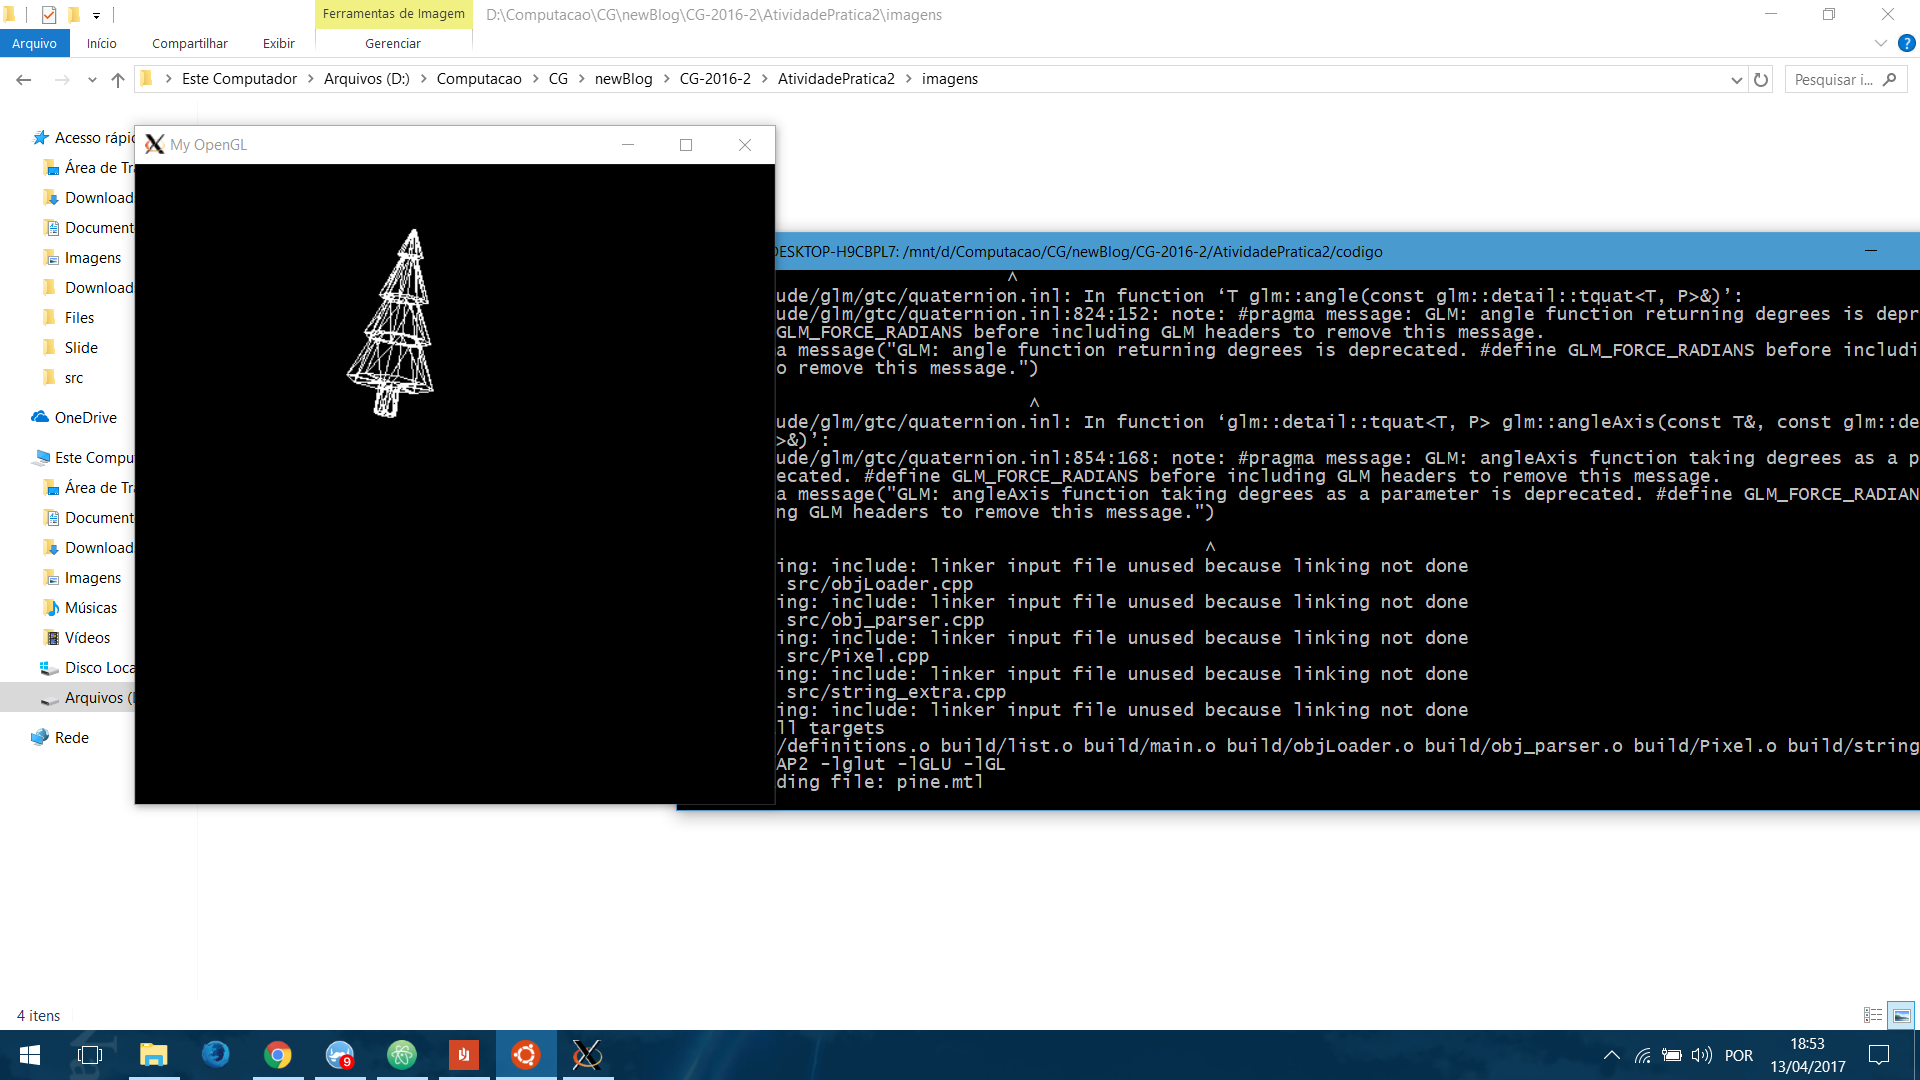 Ferramentas de Imagem
D:\Computacao\CG\newBlog\CG-2016-2\AtividadePratica2\imagens
Arquivo
Início
Compartilhar
Exibir
Gerenciar
Este Computador
Arquivos (D:)
Computacao
CG
newBlog
CG-2016-2
AtividadePratica2
imagens
Pesquisar i...
Acesso rápi
Área de Tr
Download
Document
Imagens
Download
Files
Slide
src
OneDrive
Este Compu
Área de Tr
Document
Download
Imagens
Músicas
Vídeos
Disco Loca
Arquivos (
Rede
4 itens
My OpenGL
DESKTOP-H9CBPL7: /mnt/d/Computacao/CG/newBlog/CG-2016-2/AtividadePratica2/codigo
^
ude/glm/gtc/quaternion.inl: In function ‘T glm::angle(const glm::detail::tquat<T, P>&)’:
ude/glm/gtc/quaternion.inl:824:152: note: #pragma message: GLM: angle function returning degrees is depr
GLM_FORCE_RADIANS before including GLM headers to remove this message.
a message("GLM: angle function returning degrees is deprecated. #define GLM_FORCE_RADIANS before includi
o remove this message.")
^
ude/glm/gtc/quaternion.inl: In function ‘glm::detail::tquat<T, P> glm::angleAxis(const T&, const glm::de
>&)’:
ude/glm/gtc/quaternion.inl:854:168: note: #pragma message: GLM: angleAxis function taking degrees as a p
ecated. #define GLM_FORCE_RADIANS before including GLM headers to remove this message.
a message("GLM: angleAxis function taking degrees as a parameter is deprecated. #define GLM_FORCE_RADIAN
ng GLM headers to remove this message.")
^
ing: include: linker input file unused because linking not done
src/objLoader.cpp
ing: include: linker input file unused because linking not done
src/obj_parser.cpp
ing: include: linker input file unused because linking not done
src/Pixel.cpp
ing: include: linker input file unused because linking not done
src/string_extra.cpp
ing: include: linker input file unused because linking not done
ll targets
/definitions.o build/list.o build/main.o build/objLoader.o build/obj_parser.o build/Pixel.o build/string
AP2 -lglut -lGLU -lGL
ding file: pine.mtl
9
POR
18:53
13/04/2017